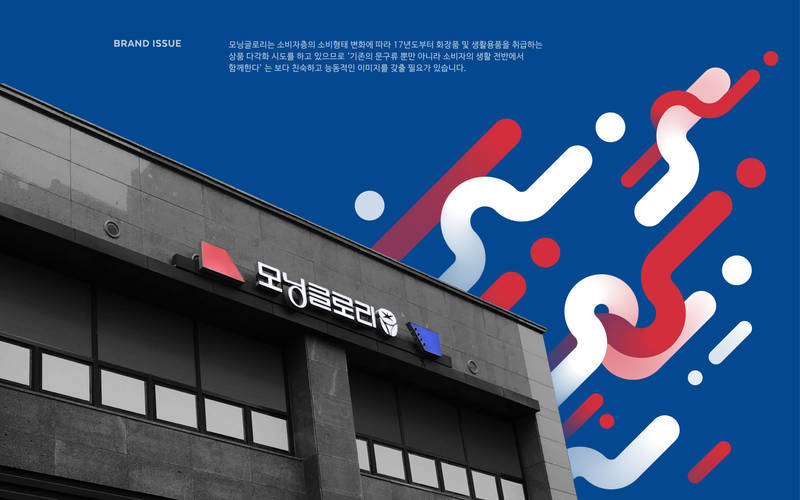 BRAND ISSUE
모닝글로리는 소비자층의 소비형태 변화에 따라 17년도부터 화장품 및 생활용품을 취급하는
상품 다각화 시도를 하고 있으므로 '기존의 문구류 뿐만 아니라 소비자의 생활 전반에서
함께한다' 는 보다 친숙하고 능동적인 이미지를 갖출 필요가 있습니다.
모닝글로리